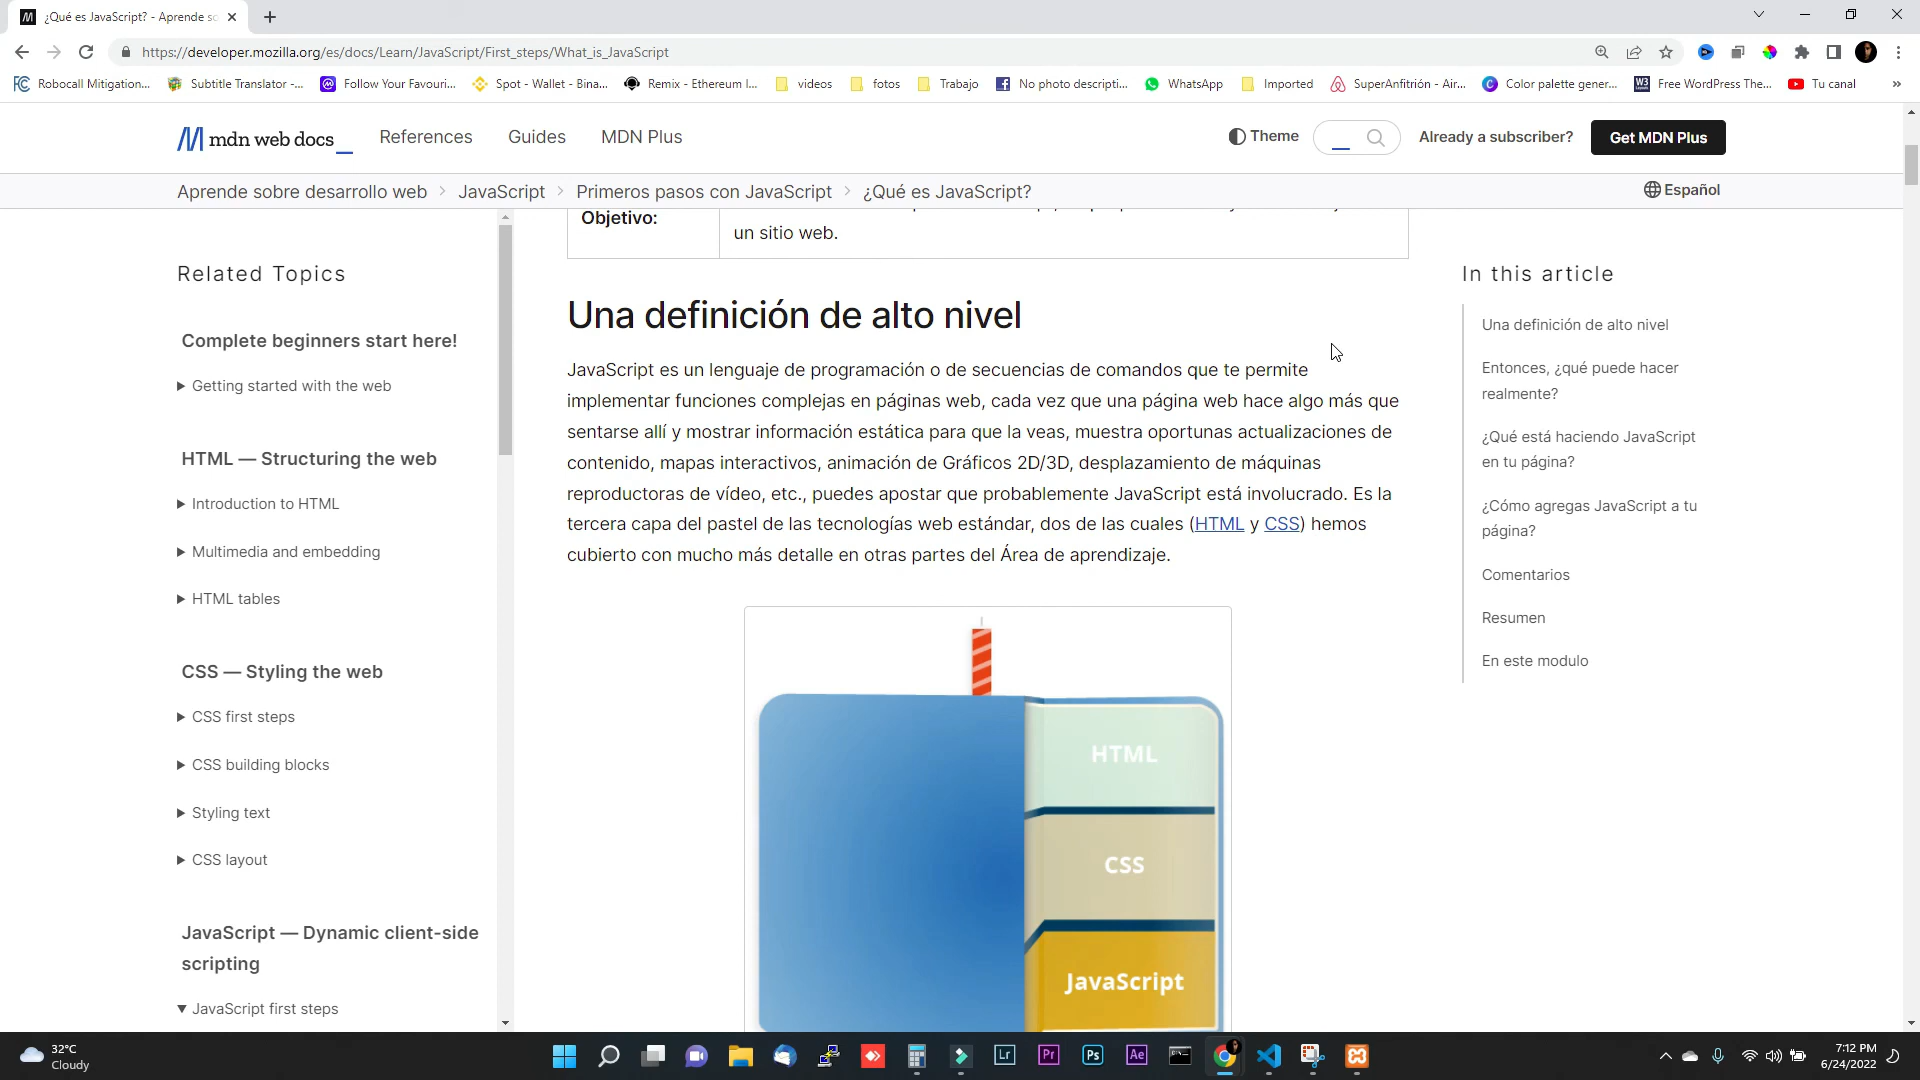 ¿Qué es JavaScript? - Aprende so
https://developer.mozilla.org/es/docs/Learn/JavaScript/First_steps/What_is_JavaScript
Robocall Mitigation...
Subtitle Translator -...
Follow Your Favouri...
Spot - Wallet - Bina...
Remix - Ethereum I...
videos
fotos
Trabajo
No photo descripti...
WhatsApp
Imported
SuperAnfitrión - Air...
Color palette gener...
Free WordPress The...
Tu canal
»
mdn web docs_
References
Guides
MDN Plus
Theme
Already a subscriber?
Get MDN Plus
Aprende sobre desarrollo web > JavaScript > Primeros pasos con JavaScript > ¿Qué es JavaScript?
Español
Related Topics
Complete beginners start here!
Getting started with the web
HTML — Structuring the web
Introduction to HTML
Multimedia and embedding
HTML tables
CSS — Styling the web
CSS first steps
CSS building blocks
Styling text
CSS layout
JavaScript — Dynamic client-side
scripting
JavaScript first steps
Objetivo:
un sitio web.
Una definición de alto nivel
JavaScript es un lenguaje de programación o de secuencias de comandos que te permite
implementar funciones complejas en páginas web, cada vez que una página web hace algo más que
sentarse allí y mostrar información estática para que la veas, muestra oportunas actualizaciones de
contenido, mapas interactivos, animación de Gráficos 2D/3D, desplazamiento de máquinas
reproductoras de vídeo, etc., puedes apostar que probablemente JavaScript está involucrado. Es la
tercera capa del pastel de las tecnologías web estándar, dos de las cuales (HTML y CSS) hemos
cubierto con mucho más detalle en otras partes del Área de aprendizaje.
HTML
CSS
JavaScript
In this article
Una definición de alto nivel
Entonces, ¿qué puede hacer
realmente?
¿Qué está haciendo JavaScript
en tu página?
¿Cómo agregas JavaScript a tu
página?
Comentarios
Resumen
En este modulo
32°C
Cloudy
Lr
Pr
Ps
Ae
7:12 PM
6/24/2022